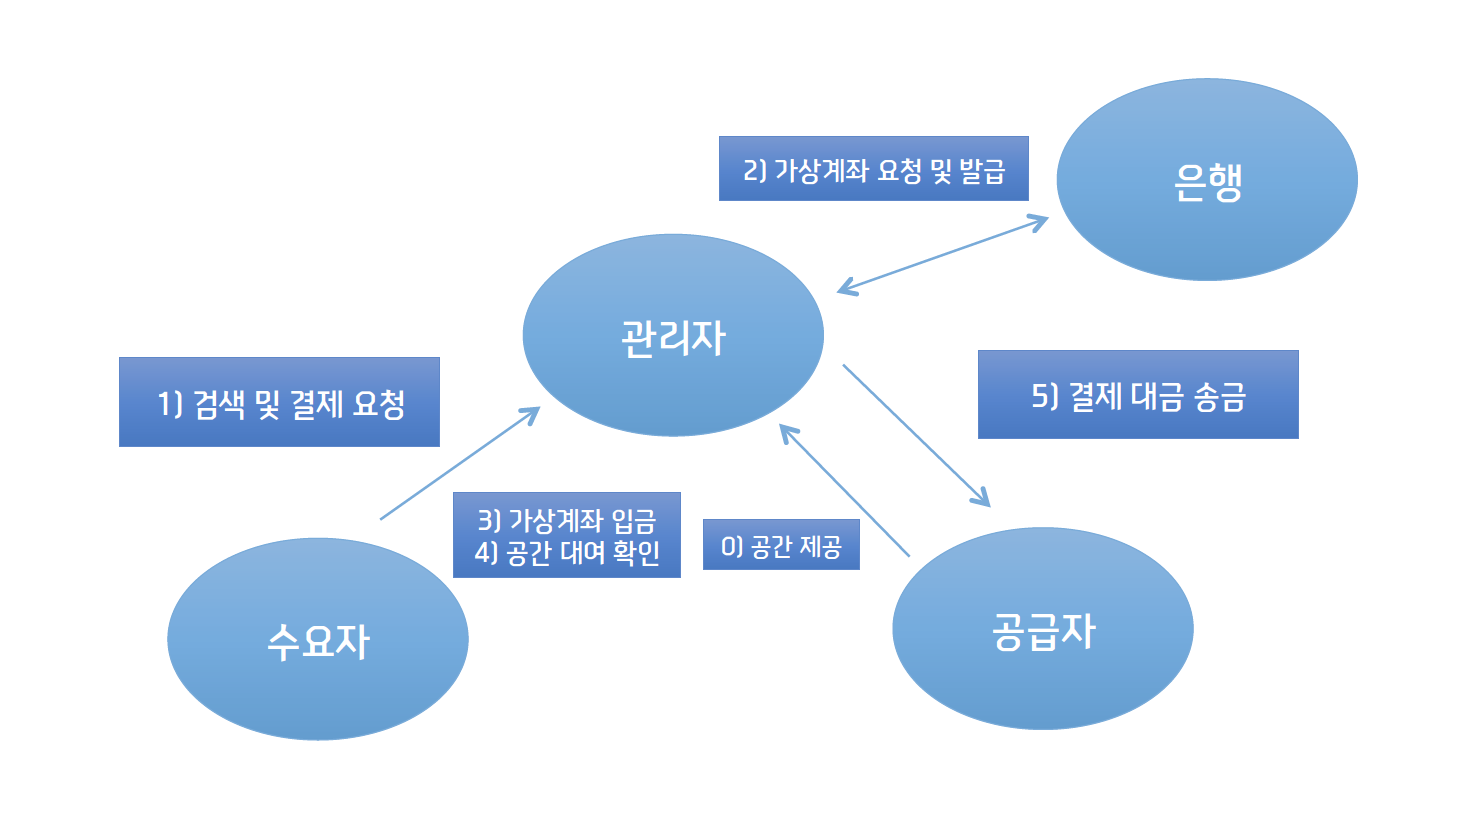 은행
2) 가상계좌 요청 및 발급
관리자
1) 검색 및 결제 요청
5) 결제 대금 송금
3) 가상계좌 입금
4) 공간 대여 확인
0) 공간 제공
수요자
공급자